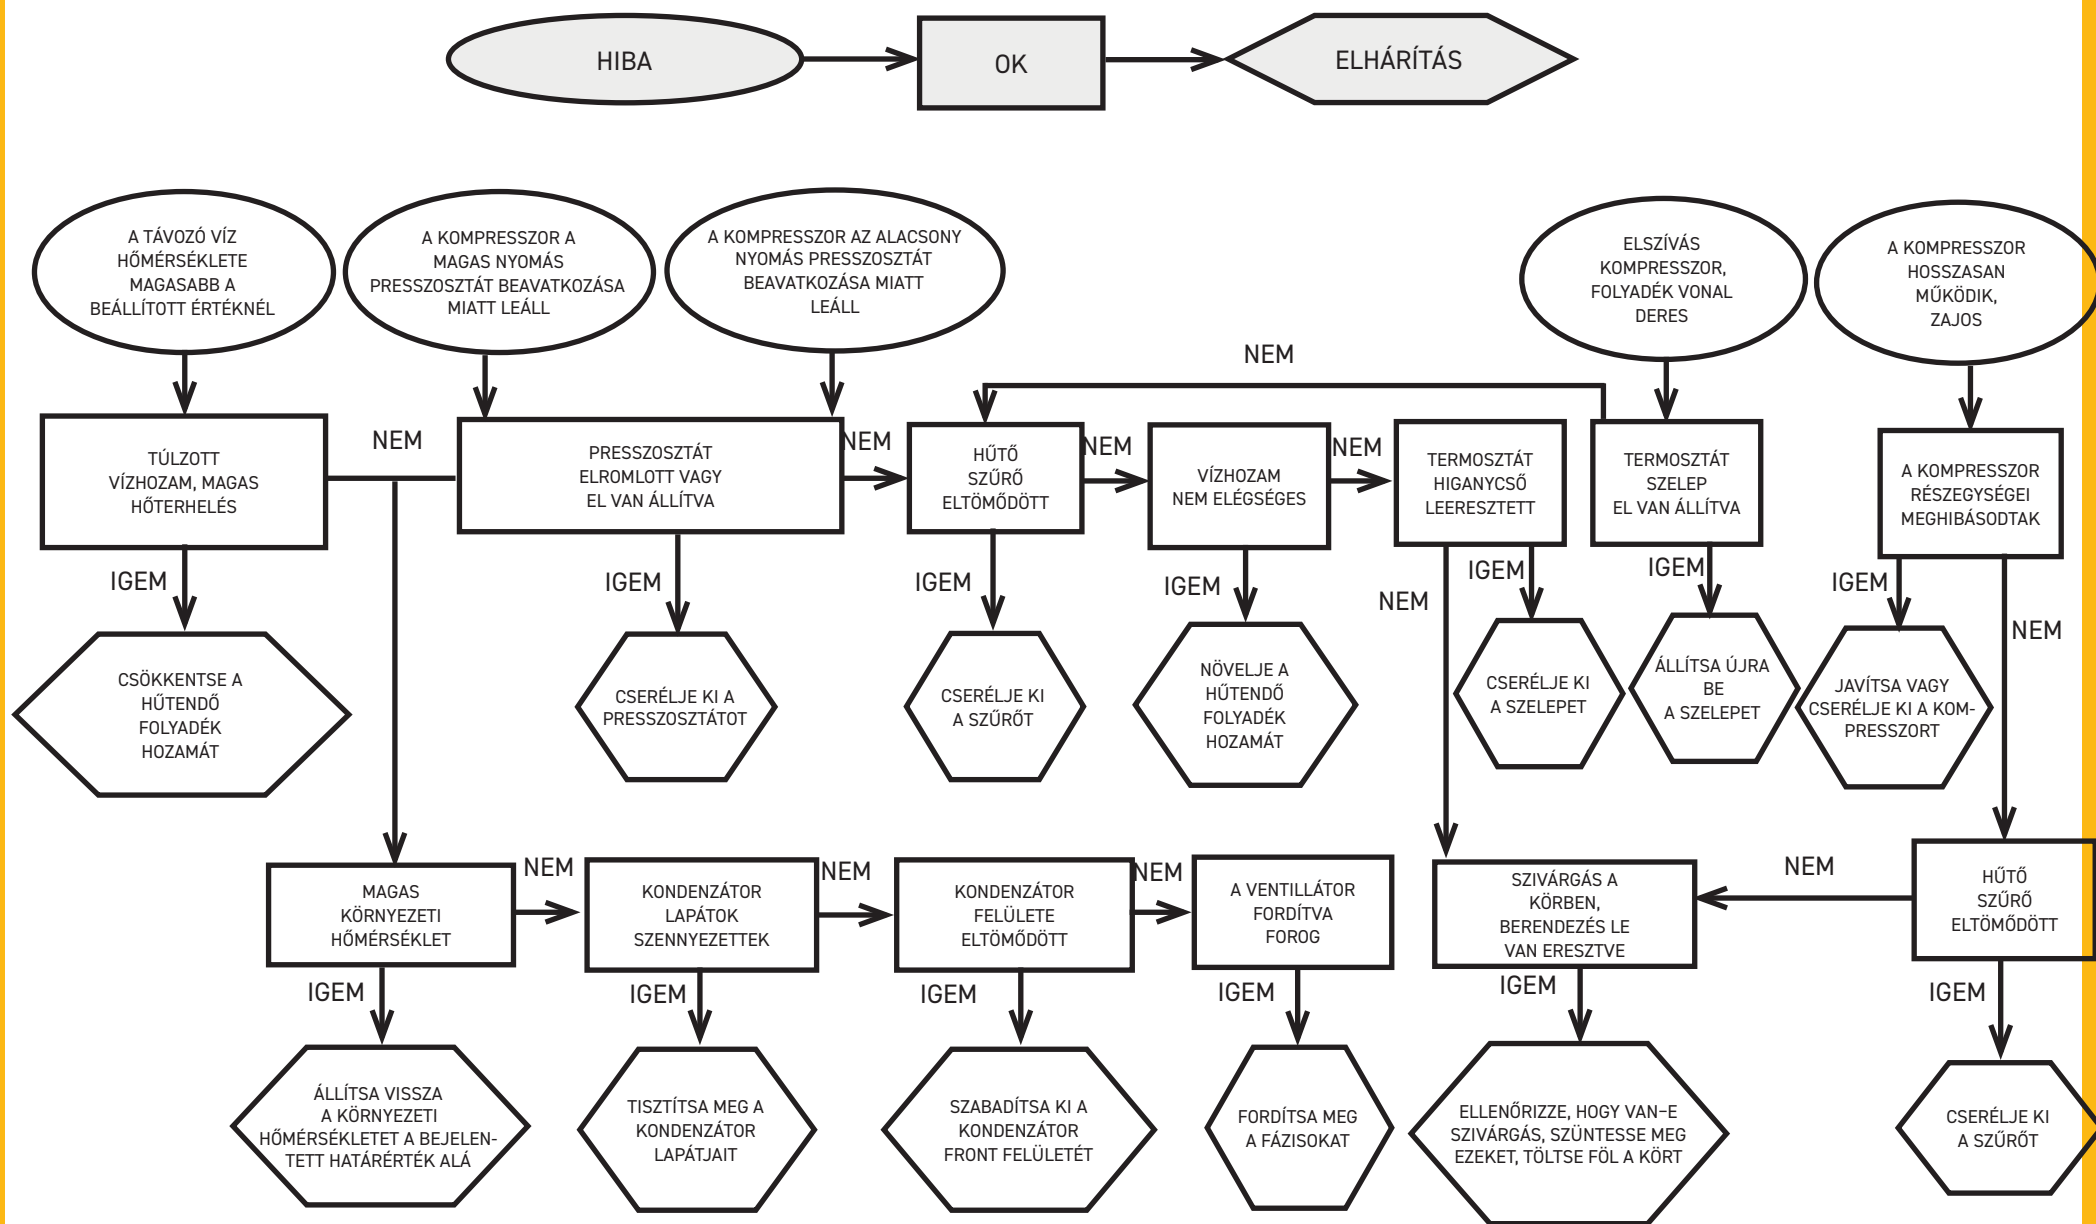 HIBA
OK
ELHÁRÍTÁS
A TÁVOZÓ VÍZ
HŐMÉRSÉKLETE
MAGASABB A
BEÁLLÍTOTT ÉRTÉKNÉL
A KOMPRESSZOR A
MAGAS NYOMÁS
PRESSZOSZTÁT BEAVATKOZÁSA
MIATT LEÁLL
A KOMPRESSZOR AZ ALACSONY
NYOMÁS PRESSZOSZTÁT
BEAVATKOZÁSA MIATT
LEÁLL
ELSZÍVÁS
KOMPRESSZOR,
FOLYADÉK VONAL
DERES
A KOMPRESSZOR
HOSSZASAN
MŰKÖDIK,
ZAJOS
NEM
TÚLZOTT
VÍZHOZAM, MAGAS
HŐTERHELÉS
NEM
PRESSZOSZTÁT
ELROMLOTT VAGY
EL VAN ÁLLÍTVA
NEM
HŰTŐ
SZŰRŐ
ELTÖMŐDÖTT
NEM
VÍZHOZAM
NEM ELÉGSÉGES
NEM
TERMOSZTÁT
HIGANYCSŐ
LEERESZTETT
TERMOSZTÁT
SZELEP
EL VAN ÁLLÍTVA
A KOMPRESSZOR
RÉSZEGYSÉGEI
MEGHIBÁSODTAK
IGEM
IGEM
IGEM
IGEM
NEM
IGEM
IGEM
IGEM
NEM
CSÖKKENTSE A
HŰTENDŐ
FOLYADÉK
HOZAMÁT
CSERÉLJE KI A
PRESSZOSZTÁTOT
CSERÉLJE KI
A SZŰRŐT
NÖVELJE A
HŰTENDŐ
FOLYADÉK
HOZAMÁT
CSERÉLJE KI
A SZELEPET
ÁLLÍTSA ÚJRA
BE
A SZELEPET
JAVÍTSA VAGY
CSERÉLJE KI A KOM-
PRESSZORT
MAGAS
KÖRNYEZETI
HŐMÉRSÉKLET
NEM
KONDENZÁTOR
LAPÁTOK
SZENNYEZETTEK
NEM
KONDENZÁTOR
FELÜLETE
ELTÖMŐDÖTT
NEM
A VENTILLÁTOR
FORDÍTVA
FOROG
SZIVÁRGÁS A
KÖRBEN,
BERENDEZÉS LE
VAN ERESZTVE
NEM
HŰTŐ
SZŰRŐ
ELTÖMŐDÖTT
IGEM
IGEM
IGEM
IGEM
IGEM
IGEM
ÁLLÍTSA VISSZA
A KÖRNYEZETI
HŐMÉRSÉKLETET A BEJELEN-
TETT HATÁRÉRTÉK ALÁ
TISZTÍTSA MEG A
KONDENZÁTOR
LAPÁTJAIT
SZABADÍTSA KI A
KONDENZÁTOR
FRONT FELÜLETÉT
FORDÍTSA MEG
A FÁZISOKAT
ELLENŐRIZZE, HOGY VAN-E
SZIVÁRGÁS, SZÜNTESSE MEG
EZEKET, TÖLTSE FÖL A KÖRT
CSERÉLJE KI
A SZŰRŐT